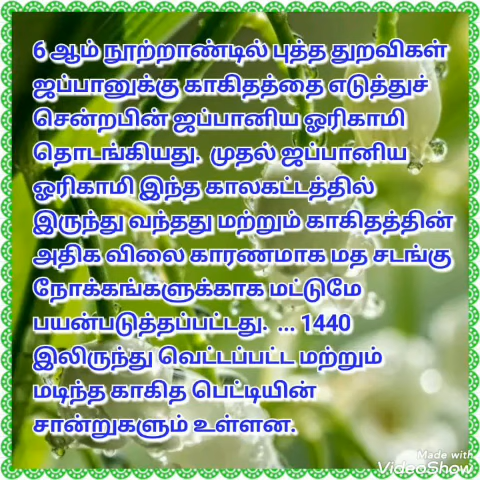 6 ஆம் நூற்றாண்டில் புத்த துறவிகள்
ஜப்பானுக்கு காகிதத்தை எடுத்துச்
சென்றபின் ஜப்பானிய ஓரிகாமி
தொடங்கியது. முதல் ஜப்பானிய
ஓரிகாமி இந்த காலகட்டத்தில்
இருந்து வந்தது மற்றும் காகிதத்தின்
அதிக விலை காரணமாக மத சடங்கு
நோக்கங்களுக்காக மட்டுமே
பயன்படுத்தப்பட்டது. ... 1440
இலிருந்து வெட்டப்பட்ட மற்றும்
மடிந்த காகித பெட்டியின்
சான்றுகளும் உள்ளன.
Made with
VideoShow